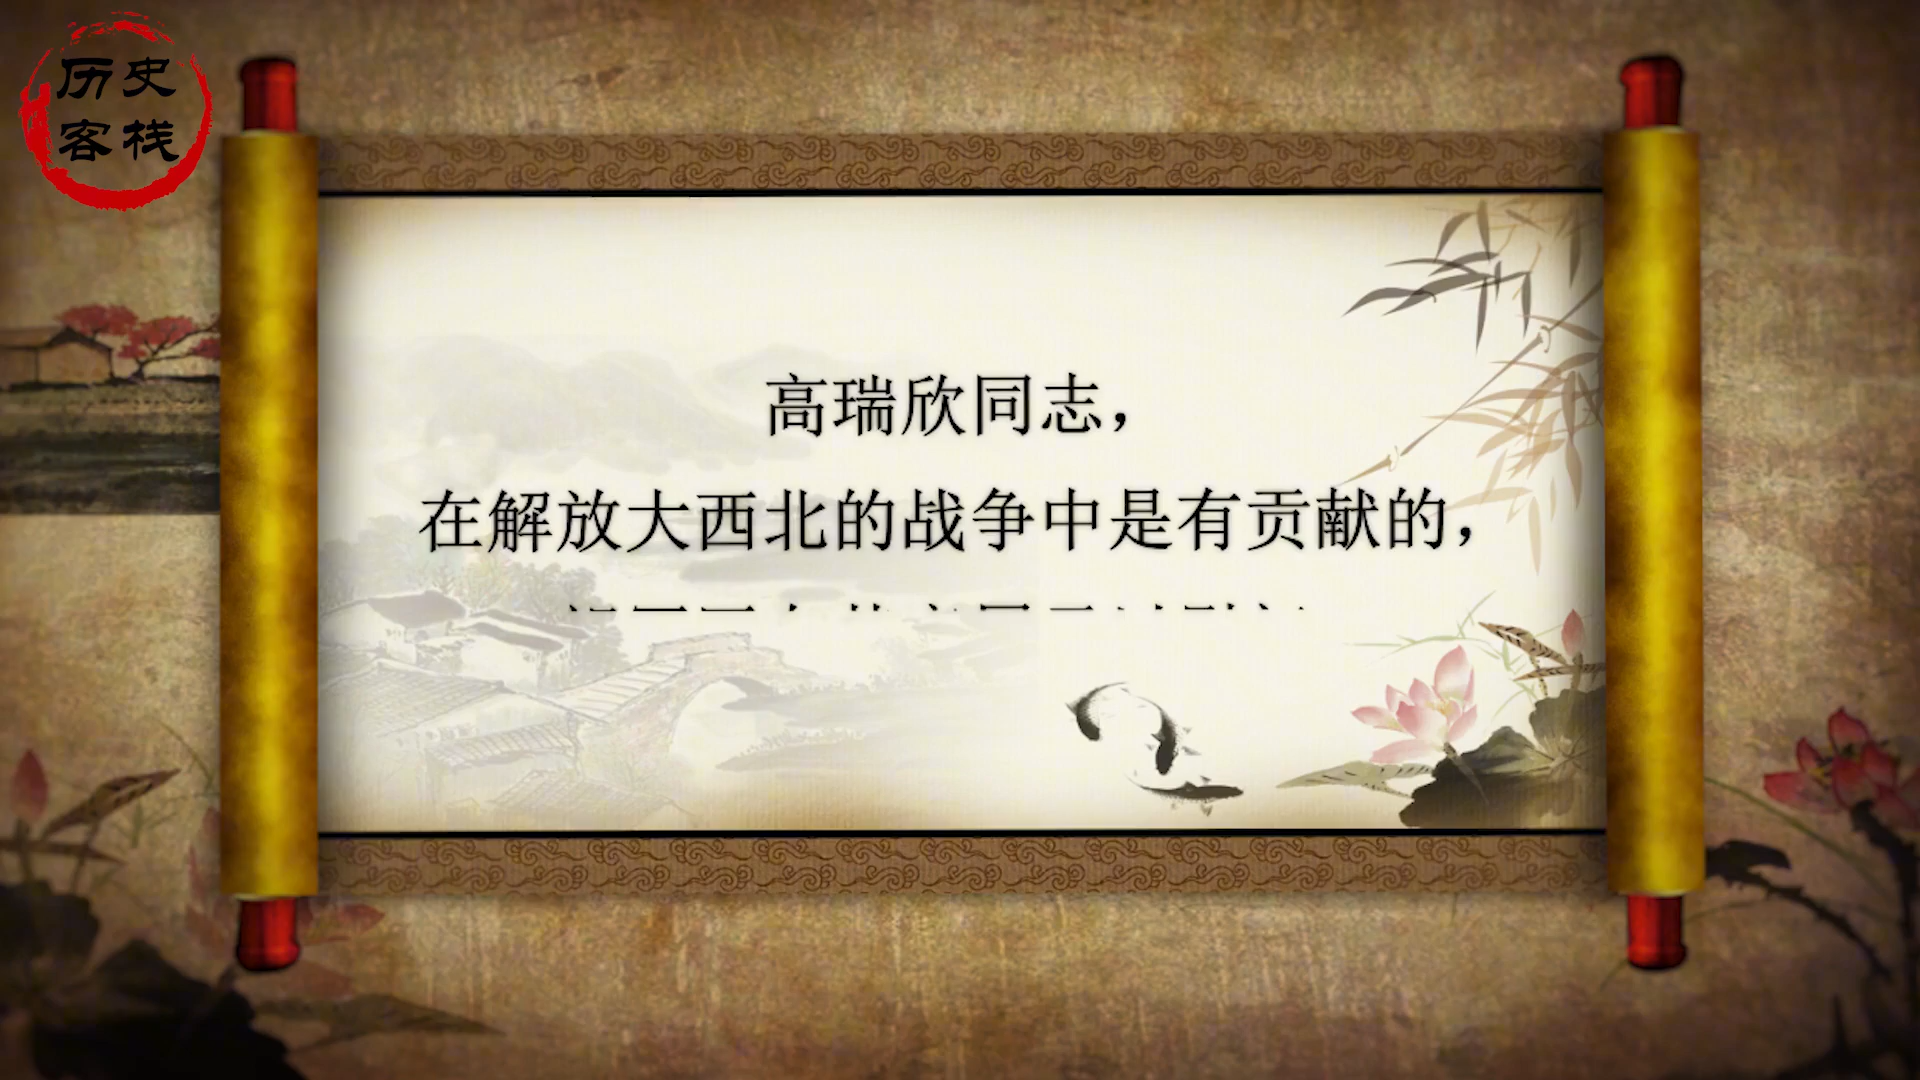 历史
客栈
高瑞欣同志，
在解放大西北的战争中是有贡献的，